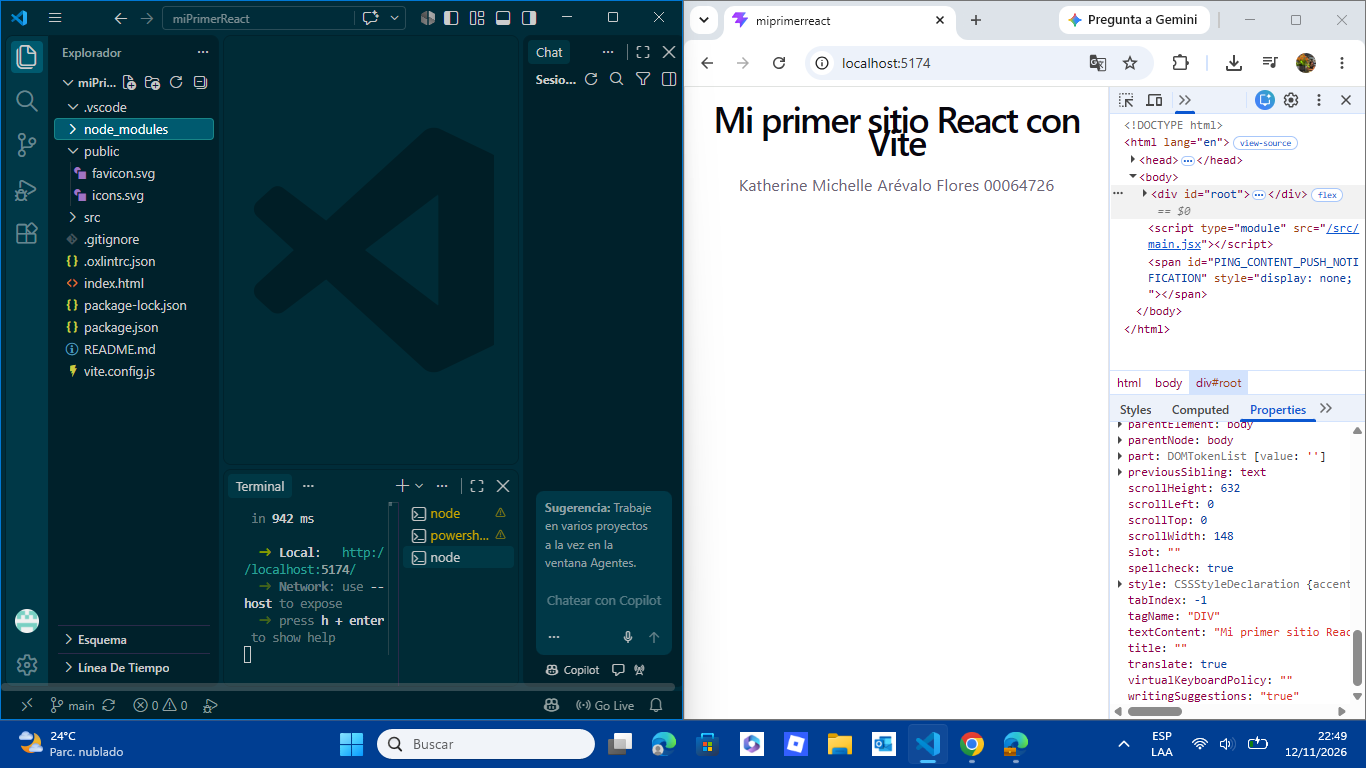 miPrimerReact
Explorador
miPri...
.vscode
node_modules
public
favicon.svg
icons.svg
src
.gitignore
.oxlintrc.json
index.html
package-lock.json
package.json
README.md
vite.config.js
Esquema
Línea De Tiempo
Terminal
in 942 ms
➜ Local: http:/
/localhost:5174/
➜ Network: use --
host to expose
➜ press h + enter
to show help
node
powersh...
node
Chat
Sesio...
Sugerencia: Trabaje
en varios proyectos
a la vez en la
ventana Agentes.
Chatear con Copilot
Copilot
main
0
0
Go Live
miprimerreact
Pregunta a Gemini
localhost:5174
Mi primer sitio React con
Vite
Katherine Michelle Arévalo Flores 00064726
<!DOCTYPE html>
<html lang="en"> view-source
<head> </head>
<body>
<div id="root"> </div> flex
== $0
<script type="module" src="/src/
main.jsx"></script>
<span id="PING_CONTENT_PUSH_NOTI
FICATION" style="display: none;
"></span>
</body>
</html>
html body div#root
Styles Computed Properties
parentElement: body
parentNode: body
part: DOMTokenList [value: '']
previousSibling: text
scrollHeight: 632
scrollLeft: 0
scrollTop: 0
scrollWidth: 148
slot: ""
spellcheck: true
style: CSSStyleDeclaration {accent
tabIndex: -1
tagName: "DIV"
textContent: "Mi primer sitio Reac
title: ""
translate: true
virtualKeyboardPolicy: ""
writingSuggestions: "true"
24°C
Parc. nublado
Buscar
ESP
LAA
22:49
12/11/2026